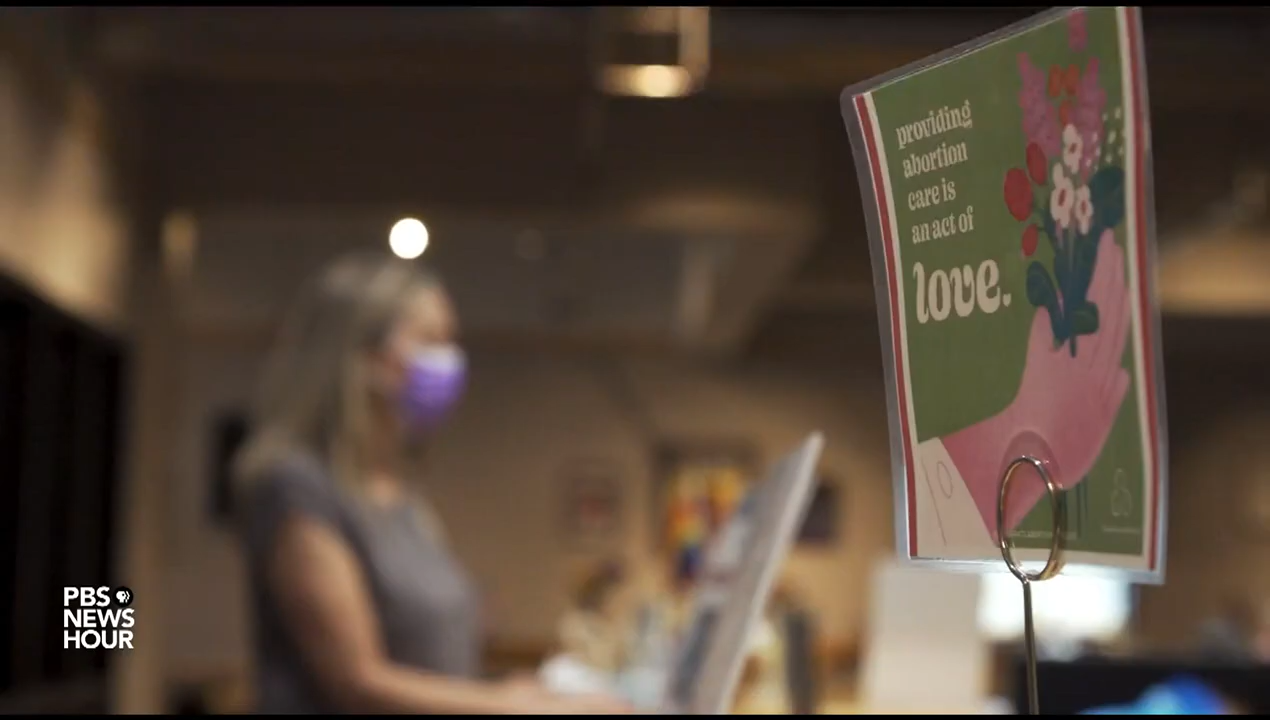 providing
abortion
care is
an act of
love.
PBS
NEWS
HOUR